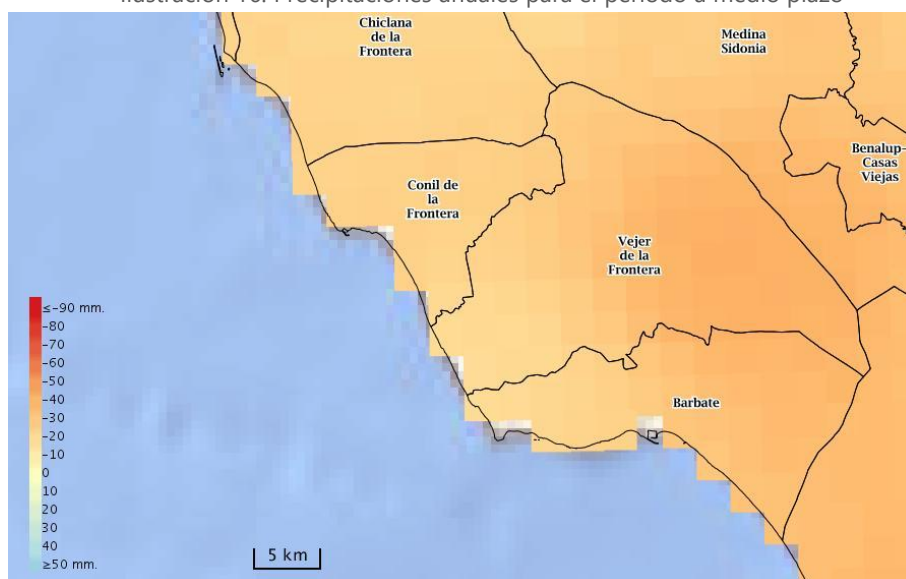 Ilustración 10. Precipitaciones anuales para el período a medio plazo
Chiclana
de la
Frontera
Medina
Sidonia
Benalup-
Casas
Viejas
Conil de
la
Frontera
Vejer
de la
Frontera
Barbate
≤-90 mm.
-80
-70
-60
-50
-40
-30
-20
-10
0
10
20
30
40
≥50 mm.
5 km